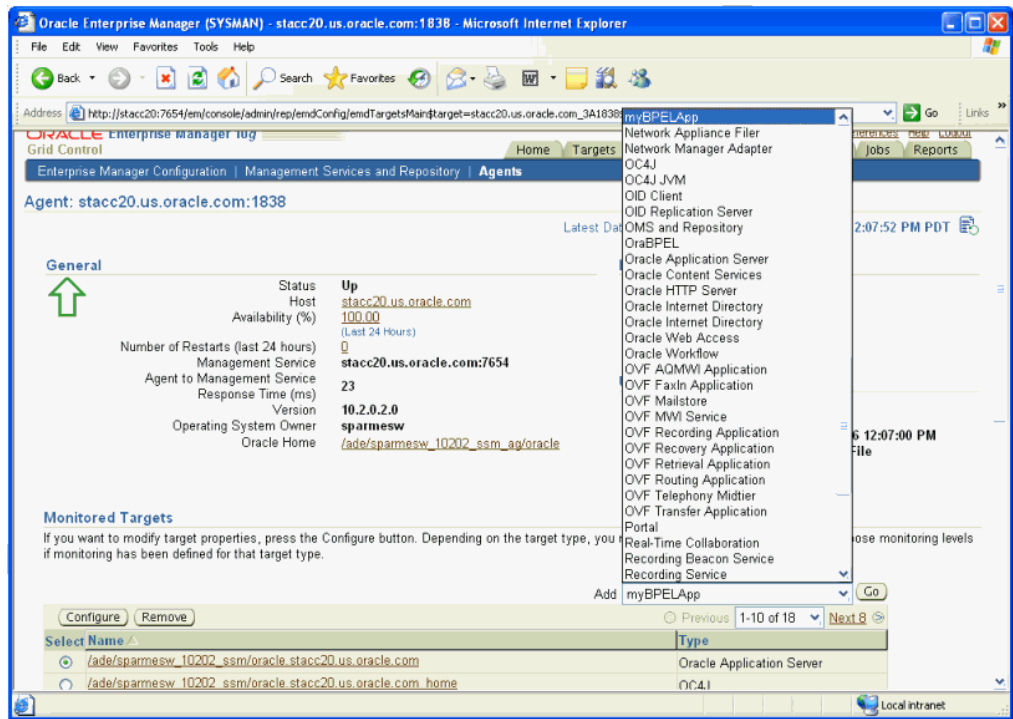 Oracle Enterprise Manager (SYSMAN) - stacc20.us.oracle.com:1838 - Microsoft Internet Explorer
File Edit View Favorites Tools Help
Back Search Favorites
Address http://stacc20:7654/em/console/admin/rep/emdConfig/emdTargetsMain$target=stacc20.us.oracle.com_3A1838 Go Links
ORACLE Enterprise Manager 10g
Grid Control
Help Logout
Home Targets Jobs Reports
Enterprise Manager Configuration | Management Services and Repository | Agents
Agent: stacc20.us.oracle.com:1838
Latest Dat 2:07:52 PM PDT
General
Status Up
Host stacc20.us.oracle.com
Availability (%) 100.00
(Last 24 Hours)
Number of Restarts (last 24 hours) 0
Management Service stacc20.us.oracle.com:7654
Agent to Management Service Response Time (ms) 23
Version 10.2.0.2.0
Operating System Owner sparmesw
Oracle Home /ade/sparmesw_10202_ssm_ag/oracle
6 12:07:00 PM
File
myBPELApp
Network Appliance Filer
Network Manager Adapter
OC4J
OC4J JVM
OID Client
OID Replication Server
OMS and Repository
OraBPEL
Oracle Application Server
Oracle Content Services
Oracle HTTP Server
Oracle Internet Directory
Oracle Internet Directory
Oracle Web Access
Oracle Workflow
OVF AQMWI Application
OVF FaxIn Application
OVF Mailstore
OVF MWI Service
OVF Recording Application
OVF Recovery Application
OVF Retrieval Application
OVF Routing Application
OVF Telephony Midtier
OVF Transfer Application
Portal
Real-Time Collaboration
Recording Beacon Service
Recording Service
Monitored Targets
If you want to modify target properties, press the Configure button. Depending on the target type, you ose monitoring levels
if monitoring has been defined for that target type.
Add myBPELApp Go
Configure Remove Previous 1-10 of 18 Next 8
Select Name Type
/ade/sparmesw_10202_ssm/oracle.stacc20.us.oracle.com Oracle Application Server
/ade/sparmesw_10202_ssm/oracle.stacc20.us.oracle.com_home OC4J
Local intranet